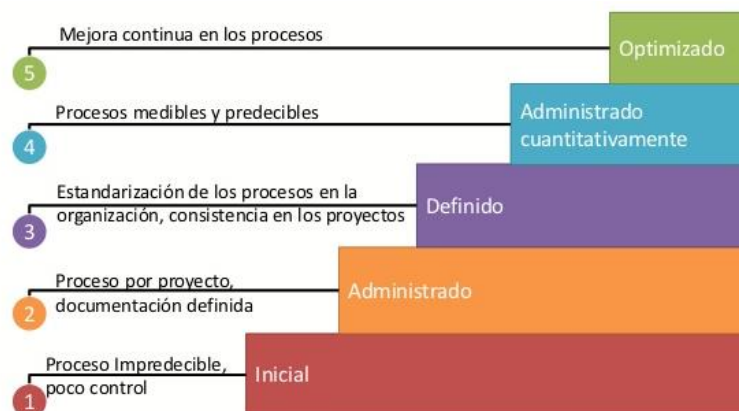 Mejora continua en los procesos
5
Optimizado
Procesos medibles y predecibles
4
Administrado
cuantitativamente
Estandarización de los procesos en la
organización, consistencia en los proyectos
3
Definido
Proceso por proyecto,
documentación definida
2
Administrado
Proceso Impredecible,
poco control
1
Inicial